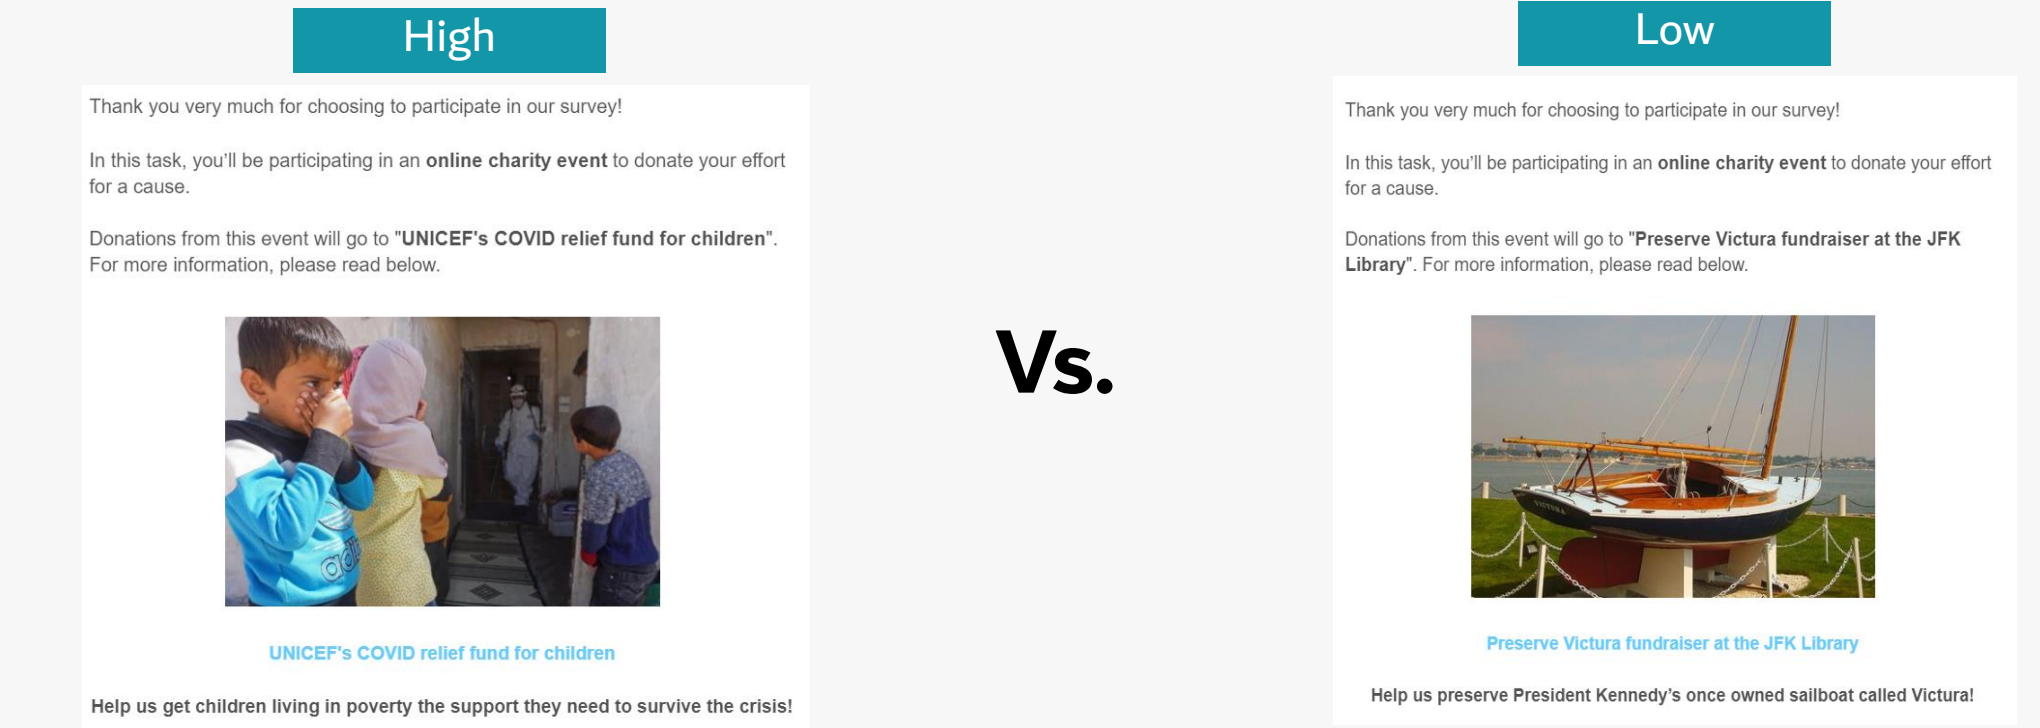 High
Thank you very much for choosing to participate in our survey!
In this task, you’ll be participating in an online charity event to donate your effort
for a cause.
Donations from this event will go to "UNICEF's COVID relief fund for children".
For more information, please read below.
adi
UNICEF's COVID relief fund for children
Help us get children living in poverty the support they need to survive the crisis!
Vs.
Low
Thank you very much for choosing to participate in our survey!
In this task, you’ll be participating in an online charity event to donate your effort
for a cause.
Donations from this event will go to "Preserve Victura fundraiser at the JFK
Library". For more information, please read below.
VICTURA
Preserve Victura fundraiser at the JFK Library
Help us preserve President Kennedy’s once owned sailboat called Victura!